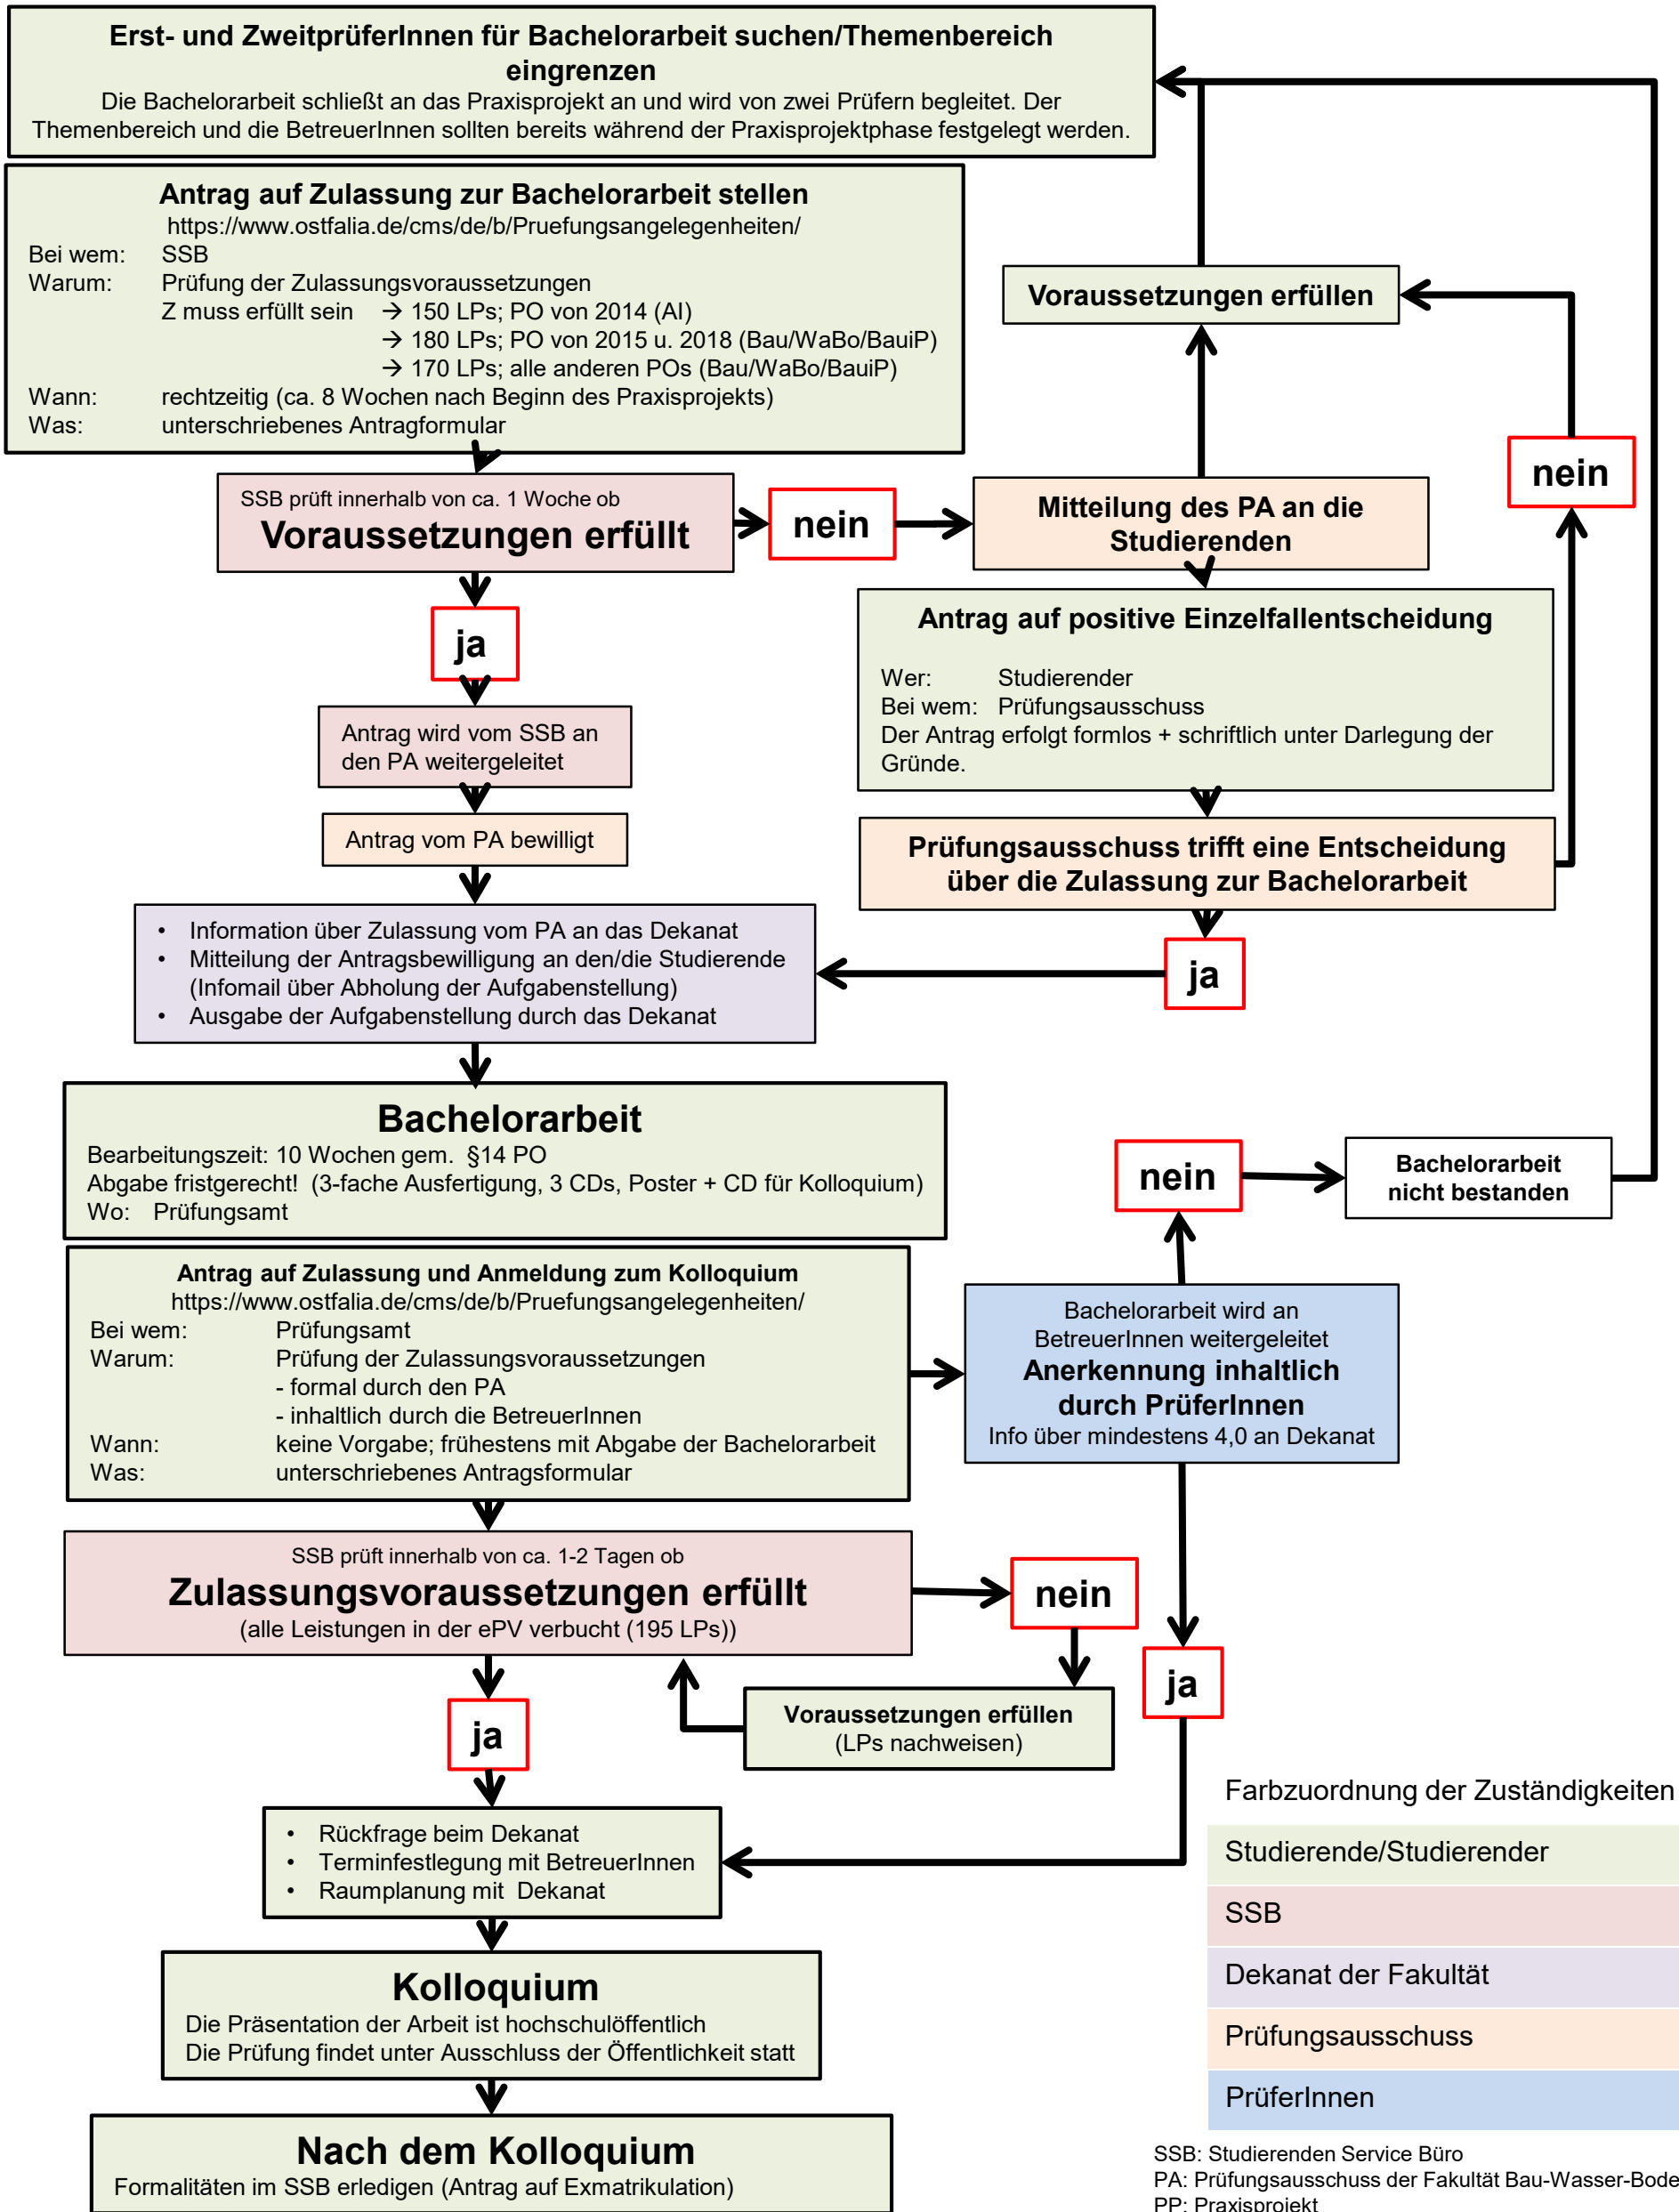 Erst- und ZweitprüferInnen für Bachelorarbeit suchen/Themenbereich
eingrenzen
Die Bachelorarbeit schließt an das Praxisprojekt an und wird von zwei Prüfern begleitet. Der
Themenbereich und die BetreuerInnen sollten bereits während der Praxisprojektphase festgelegt werden.
Antrag auf Zulassung zur Bachelorarbeit stellen
https://www.ostfalia.de/cms/de/b/Pruefungsangelegenheiten/
Bei wem: SSB
Warum: Prüfung der Zulassungsvoraussetzungen
Z muss erfüllt sein → 150 LPs; PO von 2014 (AI)
→ 180 LPs; PO von 2015 u. 2018 (Bau/WaBo/BauiP)
→ 170 LPs; alle anderen POs (Bau/WaBo/BauiP)
Wann: rechtzeitig (ca. 8 Wochen nach Beginn des Praxisprojekts)
Was: unterschriebenes Antragformular
Voraussetzungen erfüllen
nein
SSB prüft innerhalb von ca. 1 Woche ob
Voraussetzungen erfüllt
nein
Mitteilung des PA an die
Studierenden
ja
Antrag auf positive Einzelfallentscheidung
Wer: Studierender
Bei wem: Prüfungsausschuss
Der Antrag erfolgt formlos + schriftlich unter Darlegung der
Gründe.
Antrag wird vom SSB an
den PA weitergeleitet
Antrag vom PA bewilligt
Prüfungsausschuss trifft eine Entscheidung
über die Zulassung zur Bachelorarbeit
ja
• Information über Zulassung vom PA an das Dekanat
• Mitteilung der Antragsbewilligung an den/die Studierende
(Infomail über Abholung der Aufgabenstellung)
• Ausgabe der Aufgabenstellung durch das Dekanat
Bachelorarbeit
Bearbeitungszeit: 10 Wochen gem. §14 PO
Abgabe fristgerecht! (3-fache Ausfertigung, 3 CDs, Poster + CD für Kolloquium)
Wo: Prüfungsamt
nein
Bachelorarbeit
nicht bestanden
Antrag auf Zulassung und Anmeldung zum Kolloquium
https://www.ostfalia.de/cms/de/b/Pruefungsangelegenheiten/
Bei wem: Prüfungsamt
Warum: Prüfung der Zulassungsvoraussetzungen
- formal durch den PA
- inhaltlich durch die BetreuerInnen
Wann: keine Vorgabe; frühestens mit Abgabe der Bachelorarbeit
Was: unterschriebenes Antragsformular
Bachelorarbeit wird an
BetreuerInnen weitergeleitet
Anerkennung inhaltlich
durch PrüferInnen
Info über mindestens 4,0 an Dekanat
SSB prüft innerhalb von ca. 1-2 Tagen ob
Zulassungsvoraussetzungen erfüllt
(alle Leistungen in der ePV verbucht (195 LPs))
nein
ja
Voraussetzungen erfüllen
(LPs nachweisen)
ja
• Rückfrage beim Dekanat
• Terminfestlegung mit BetreuerInnen
• Raumplanung mit Dekanat
Kolloquium
Die Präsentation der Arbeit ist hochschulöffentlich
Die Prüfung findet unter Ausschluss der Öffentlichkeit statt
Nach dem Kolloquium
Formalitäten im SSB erledigen (Antrag auf Exmatrikulation)
Farbzuordnung der Zuständigkeiten
Studierende/Studierender
SSB
Dekanat der Fakultät
Prüfungsausschuss
PrüferInnen
SSB: Studierenden Service Büro
PA: Prüfungsausschuss der Fakultät Bau-Wasser-Bode
PP: Praxisprojekt